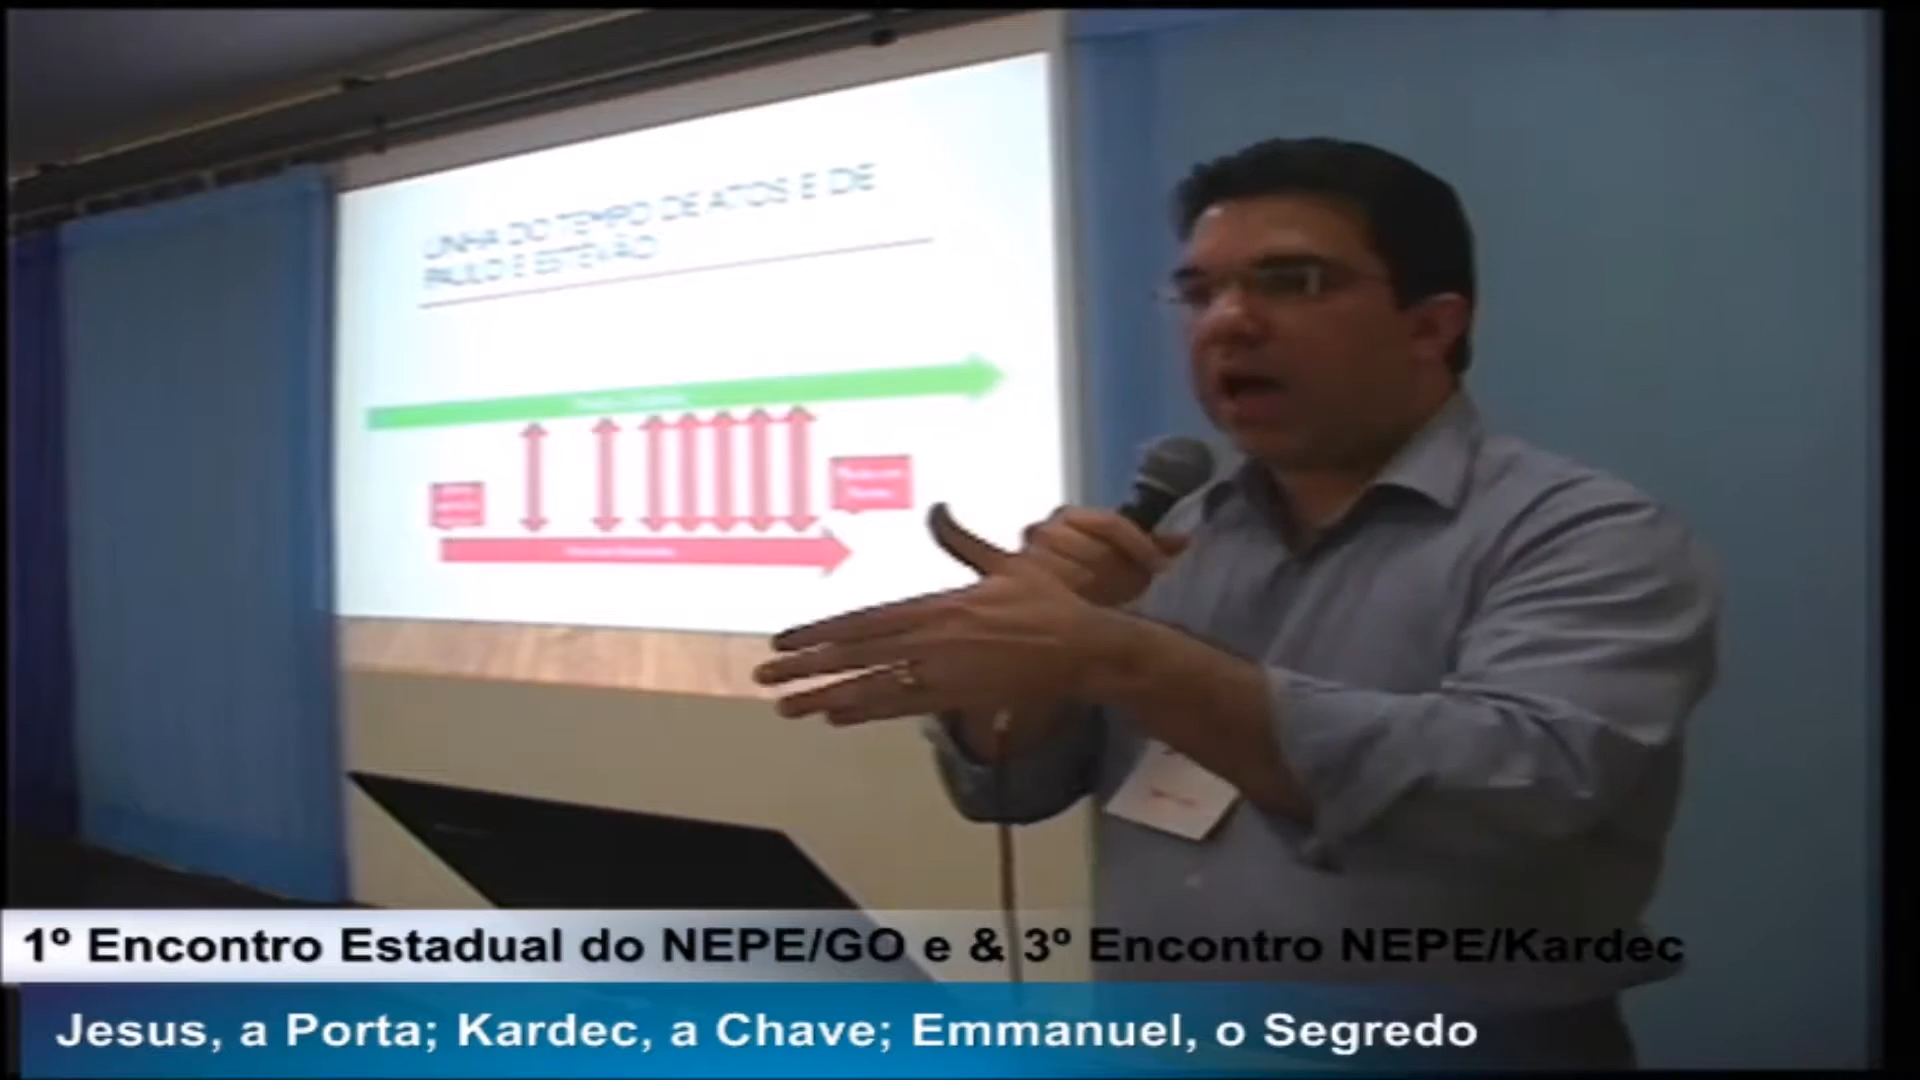 LINHA DO TEMPO DE ATOS E DE
PAULO E ESTEVÃO
1º Encontro Estadual do NEPE/GO e & 3º Encontro NEPE/Kardec
Jesus, a Porta; Kardec, a Chave; Emmanuel, o Segredo